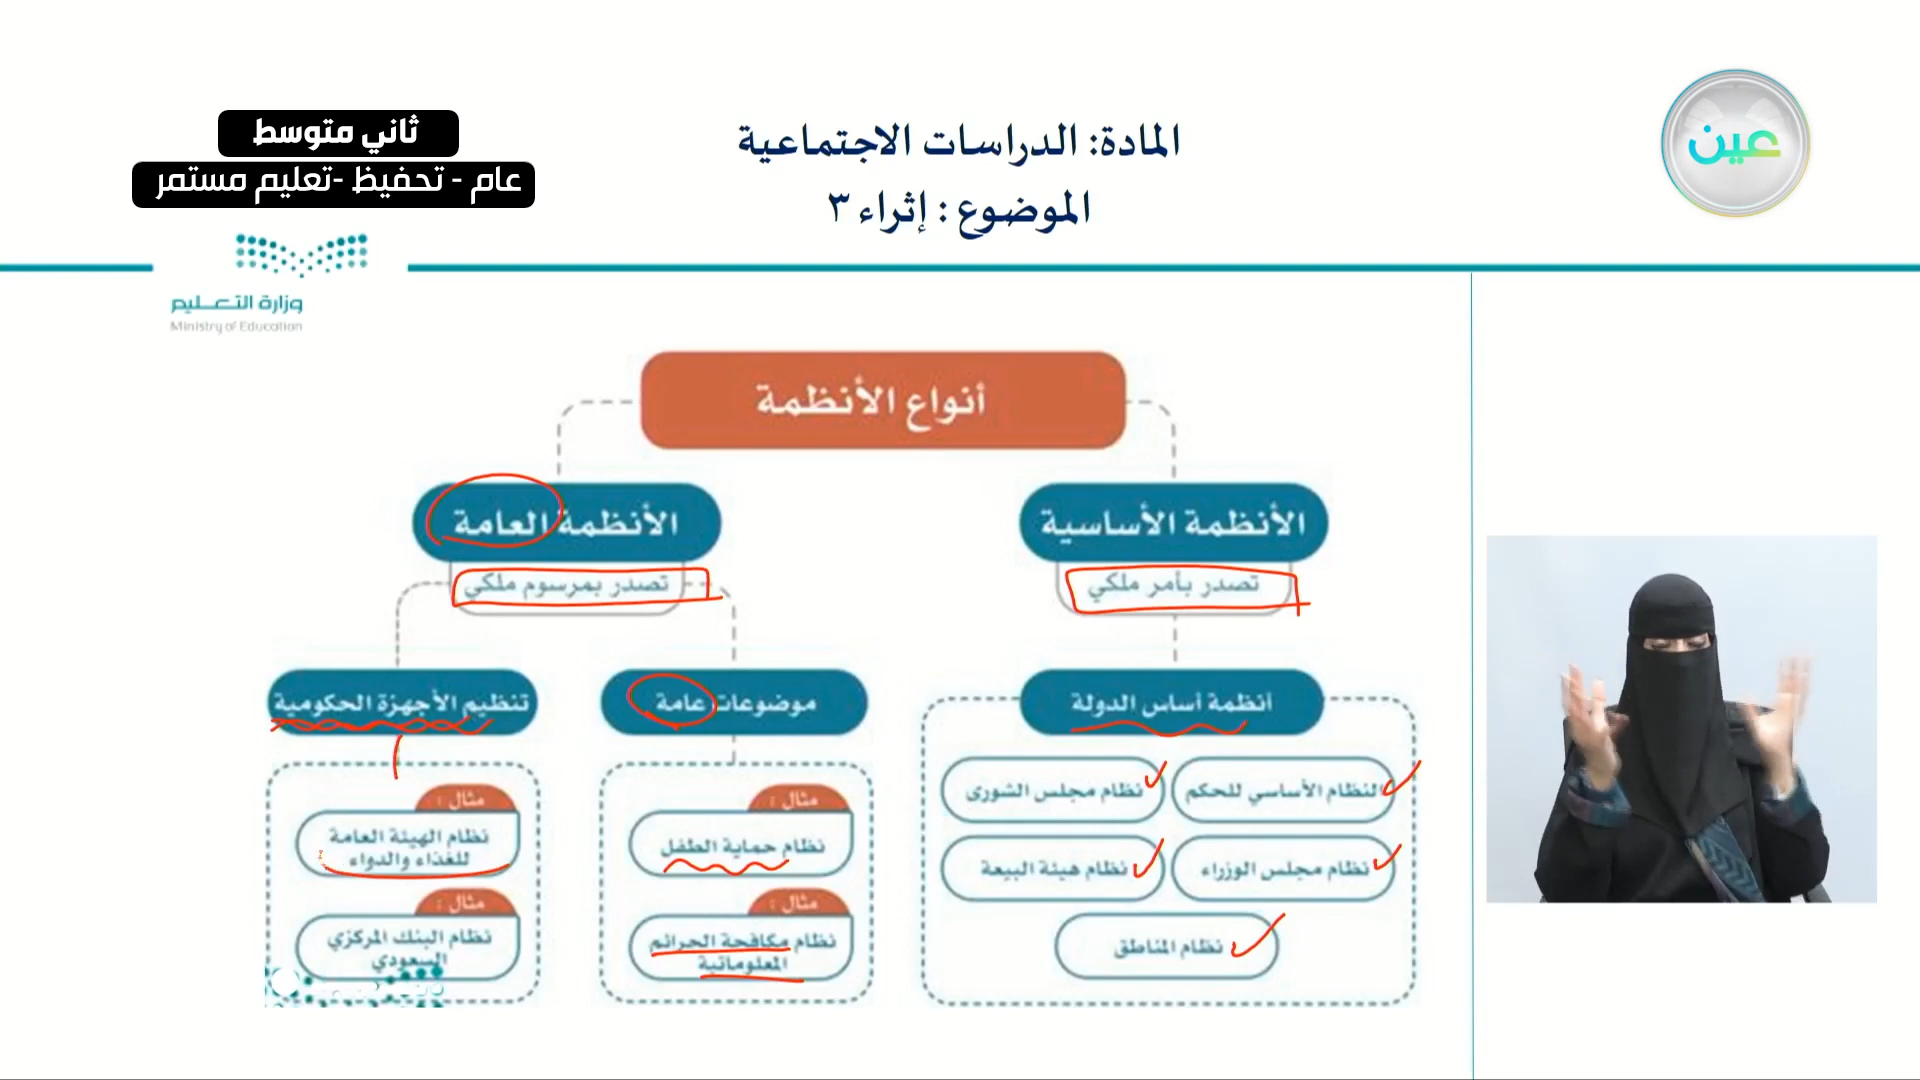 ثاني متوسط
عام - تحفيظ -تعليم مستمر
المادة: الدراسات الاجتماعية
الموضوع : إثراء ٣
عين
وزارة التعليم
Ministry of Education
أنواع الأنظمة
الأنظمة الأساسية
تصدر بأمر ملكي
أنظمة أساس الدولة
النظام الأساسي للحكم
نظام مجلس الشورى
نظام مجلس الوزراء
نظام هيئة البيعة
نظام المناطق
الأنظمة العامة
تصدر بمرسوم ملكي
موضوعات عامة
مثال :
نظام حماية الطفل
مثال :
نظام مكافحة الجرائم
المعلوماتية
تنظيم الأجهزة الحكومية
مثال :
نظام الهيئة العامة
للغذاء والدواء
مثال :
نظام البنك المركزي
السعودي